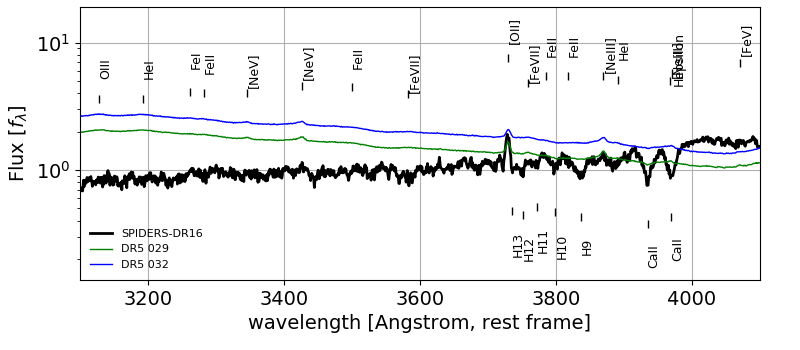 Flux [fλ]
10¹
10⁰
OIII
HeI
FeI
FeII
[NeV]
[NeV]
FeII
[FeVII]
[OII]
[FeVII]
FeII
FeII
[NeIII]
HeI
Hepsilon
[FeV]
H13
H12
H11
H10
H9
CaII
CaII
SPIDERS-DR16
DR5 029
DR5 032
3200 3400 3600 3800 4000
wavelength [Angstrom, rest frame]